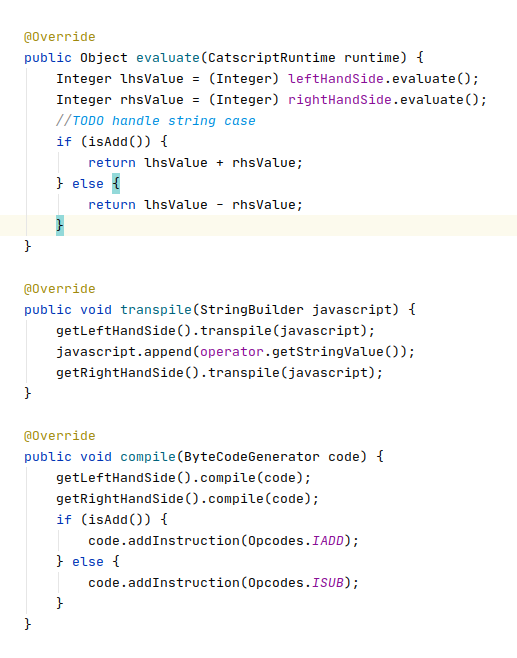 @Override
public Object evaluate(CatscriptRuntime runtime) {
    Integer lhsValue = (Integer) leftHandSide.evaluate();
    Integer rhsValue = (Integer) rightHandSide.evaluate();
    //TODO handle string case
    if (isAdd()) {
        return lhsValue + rhsValue;
    } else {
        return lhsValue - rhsValue;
    }
}
@Override
public void transpile(StringBuilder javascript) {
    getLeftHandSide().transpile(javascript);
    javascript.append(operator.getStringValue());
    getRightHandSide().transpile(javascript);
}
@Override
public void compile(ByteCodeGenerator code) {
    getLeftHandSide().compile(code);
    getRightHandSide().compile(code);
    if (isAdd()) {
        code.addInstruction(Opcodes.IADD);
    } else {
        code.addInstruction(Opcodes.ISUB);
    }
}